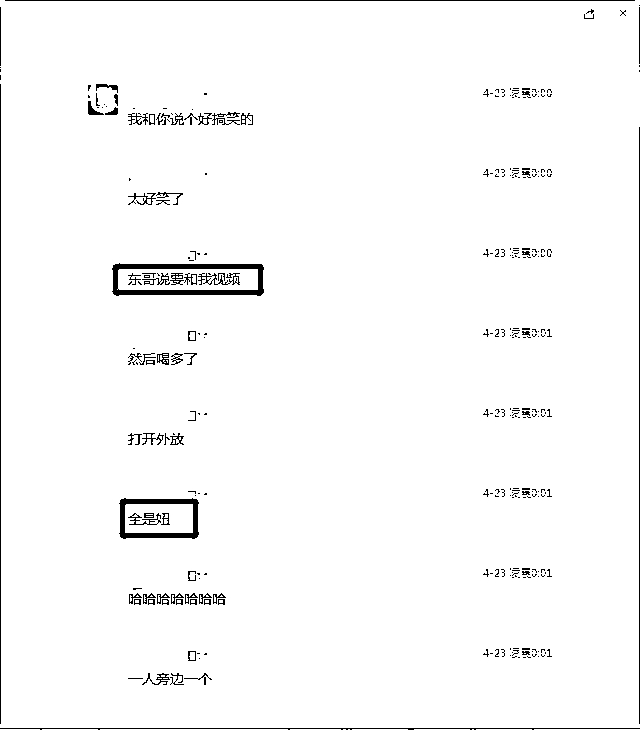 4-23 凌晨0:00
我和你说个好搞笑的
4-23 凌晨0:00
太好笑了
4-23 凌晨0:00
东哥说要和我视频
4-23 凌晨0:01
然后喝多了
4-23 凌晨0:01
打开外放
4-23 凌晨0:01
全是妞
4-23 凌晨0:01
哈哈哈哈哈哈哈
4-23 凌晨0:01
一人旁边一个